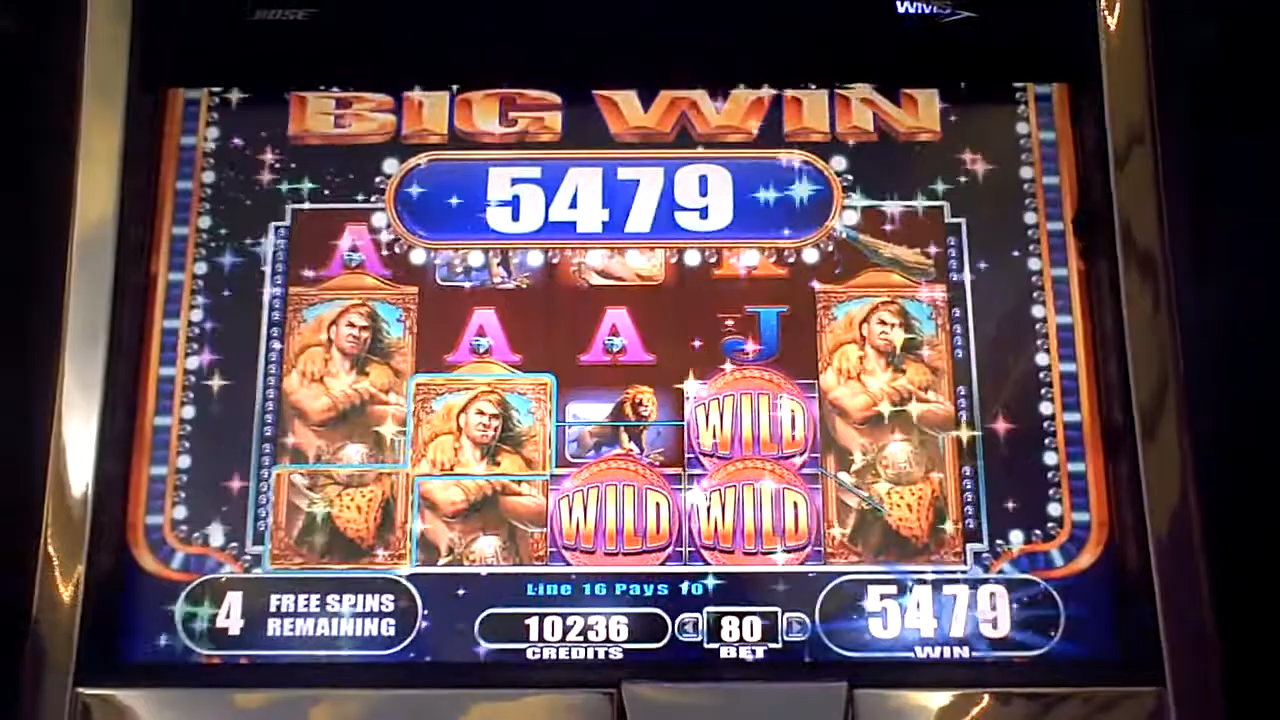 BOSE
WMS
BIG WIN
5479
A
A
A
A
J
WILD
WILD
WILD
Line 16 Pays 10
4 FREE SPINS REMAINING
10236
CREDITS
80
BET
5479
WIN